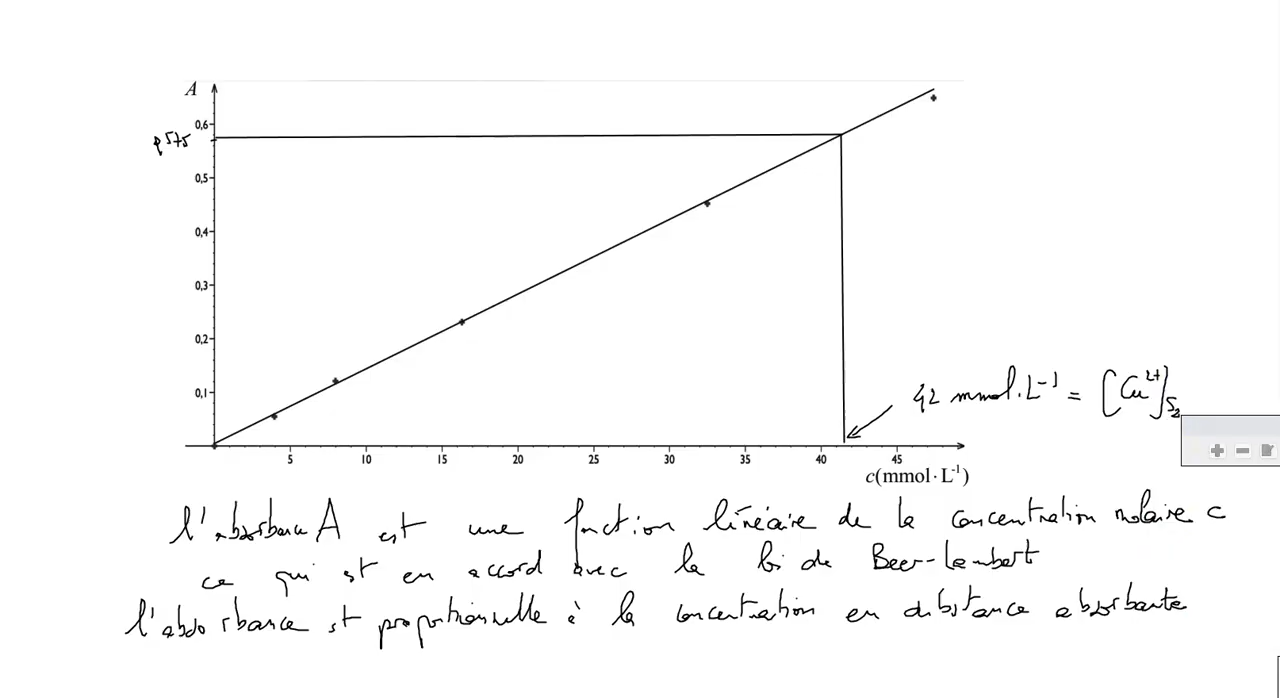 A
0,6
0,575
0,5
0,4
0,3
0,2
0,1
5 10 15 20 25 30 35 40 45
c(mmol·L⁻¹)
42 mmol.L⁻¹ = [Cu²⁺]S₂
l'absorbance A est une fonction linéaire de la concentration molaire c
ce qui est en accord avec la loi de Beer-Lambert
l'absorbance est proportionnelle à la concentration en substance absorbante